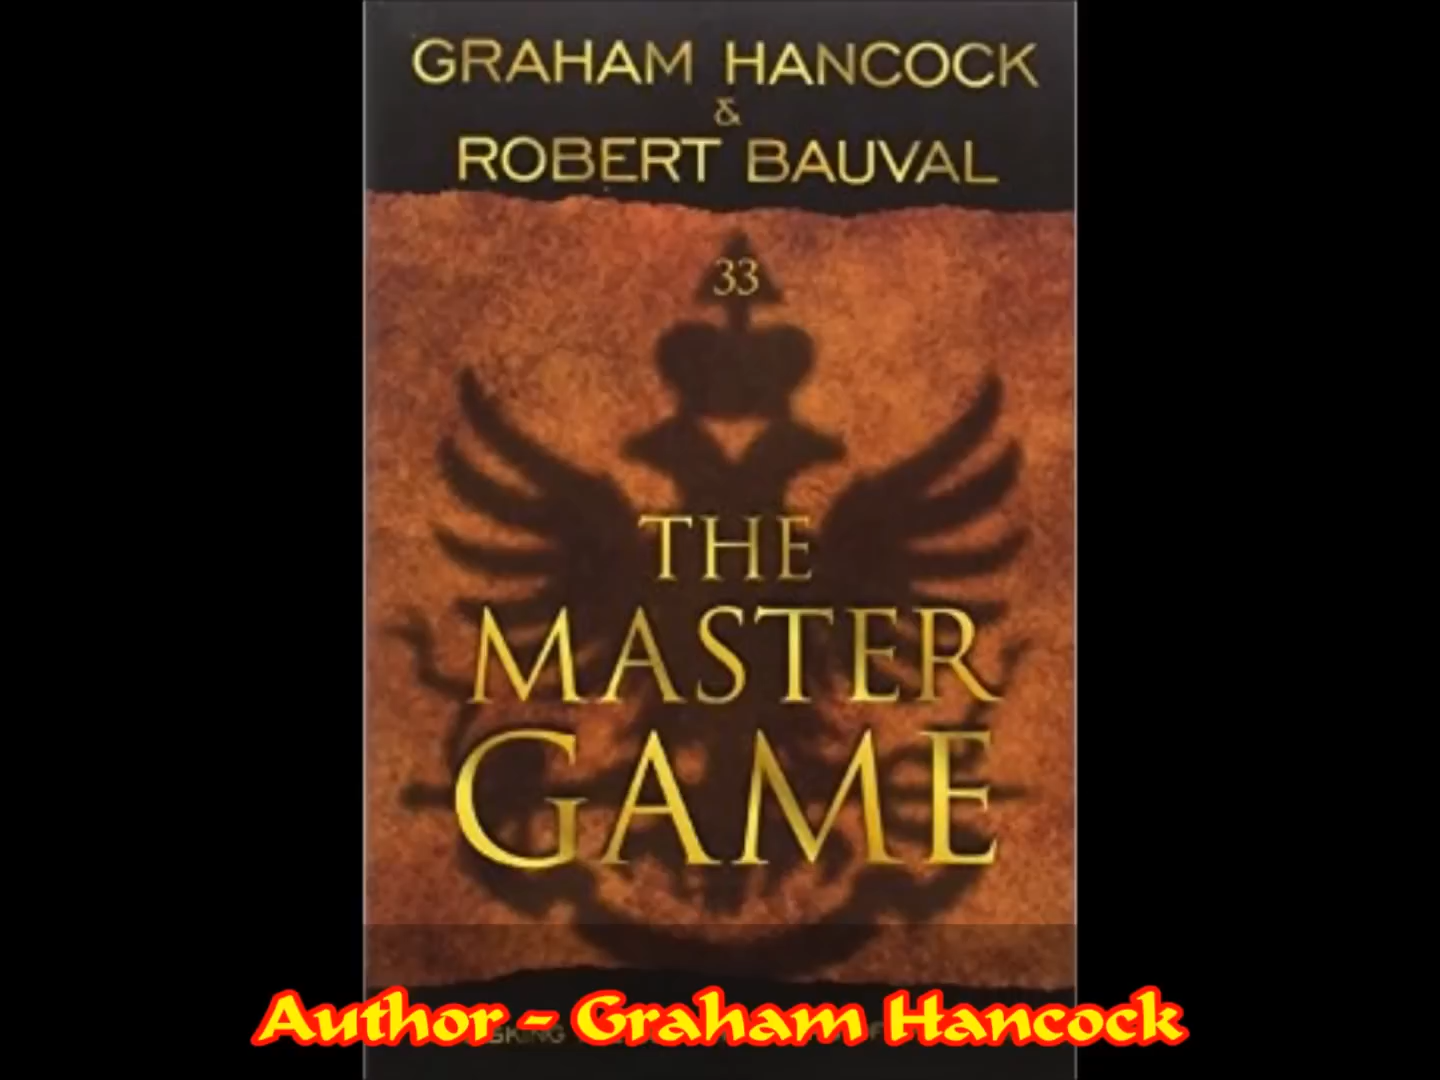 GRAHAM HANCOCK
&
ROBERT BAUVAL
33
THE
MASTER
GAME
Author - Graham Hancock